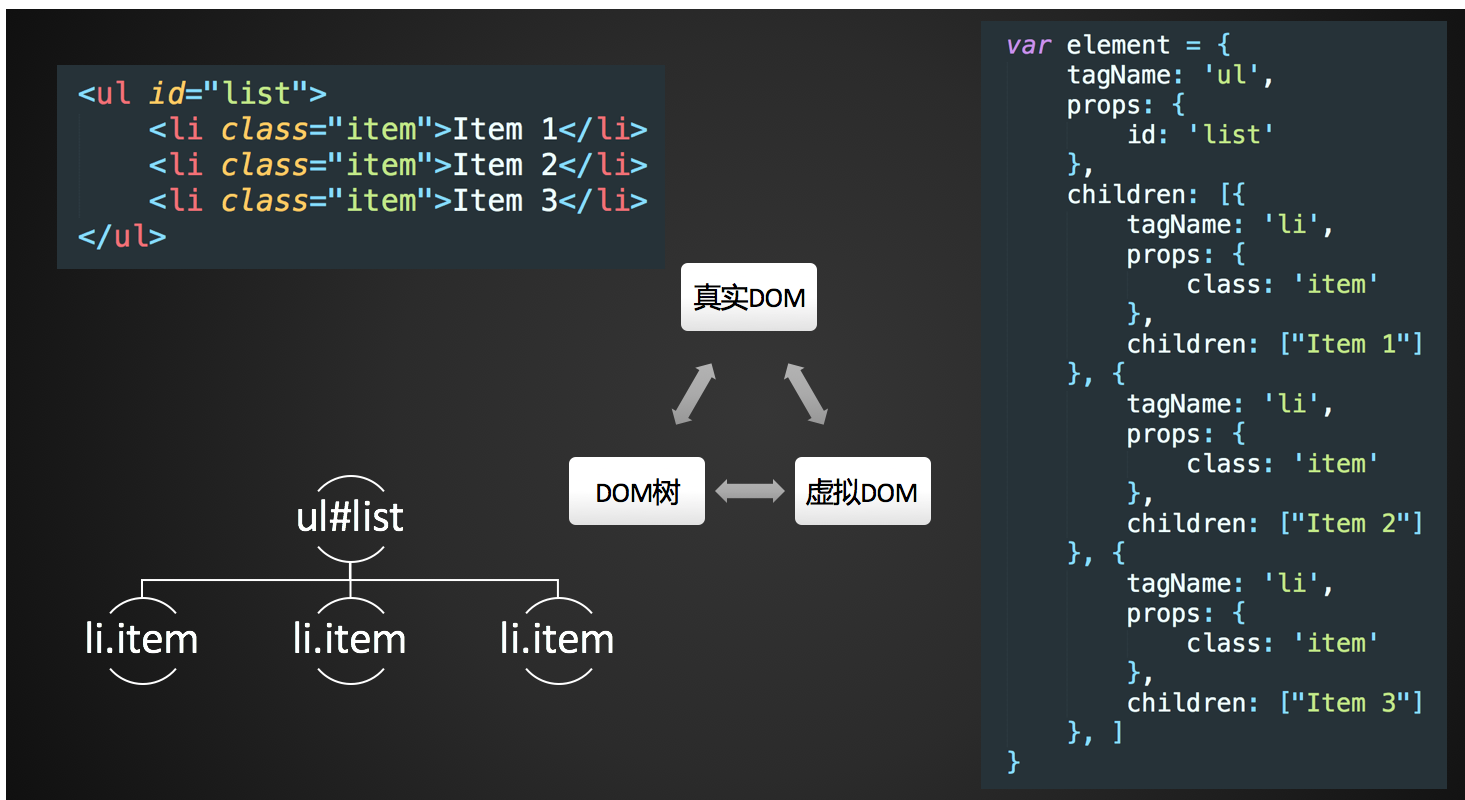 <ul id="list">
    <li class="item">Item 1</li>
    <li class="item">Item 2</li>
    <li class="item">Item 3</li>
</ul>
真实DOM
DOM树
虚拟DOM
ul#list
li.item
li.item
li.item
var element = {
    tagName: 'ul',
    props: {
        id: 'list'
    },
    children: [{
        tagName: 'li',
        props: {
            class: 'item'
        },
        children: ["Item 1"]
    }, {
        tagName: 'li',
        props: {
            class: 'item'
        },
        children: ["Item 2"]
    }, {
        tagName: 'li',
        props: {
            class: 'item'
        },
        children: ["Item 3"]
    }, ]
}